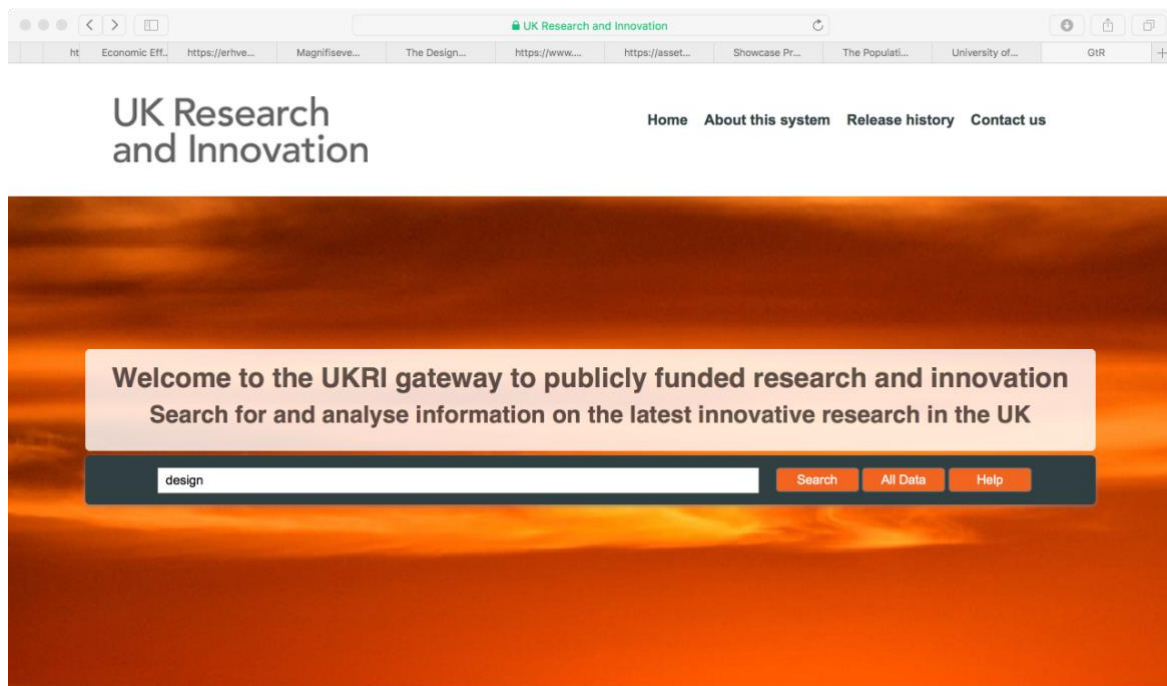 UK Research and Innovation
ht Economic Eff.. https://erhve... Magnifiseve... The Design... https://www.... https://asset... Showcase Pr... The Populati... University of... GtR
UK Research
and Innovation
Home About this system Release history Contact us
Welcome to the UKRI gateway to publicly funded research and innovation
Search for and analyse information on the latest innovative research in the UK
design Search All Data Help